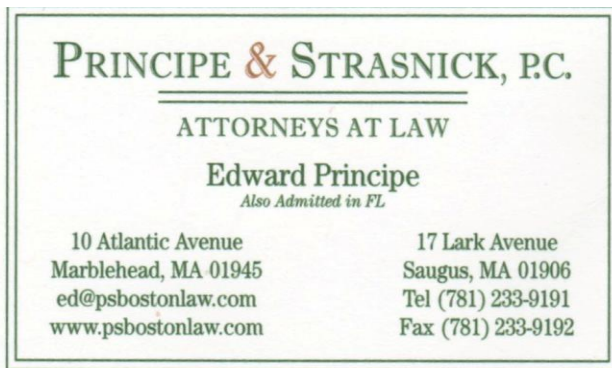 PRINCIPE & STRASNICK, P.C.
ATTORNEYS AT LAW
Edward Principe
Also Admitted in FL
10 Atlantic Avenue
Marblehead, MA 01945
ed@psbostonlaw.com
www.psbostonlaw.com
17 Lark Avenue
Saugus, MA 01906
Tel (781) 233-9191
Fax (781) 233-9192